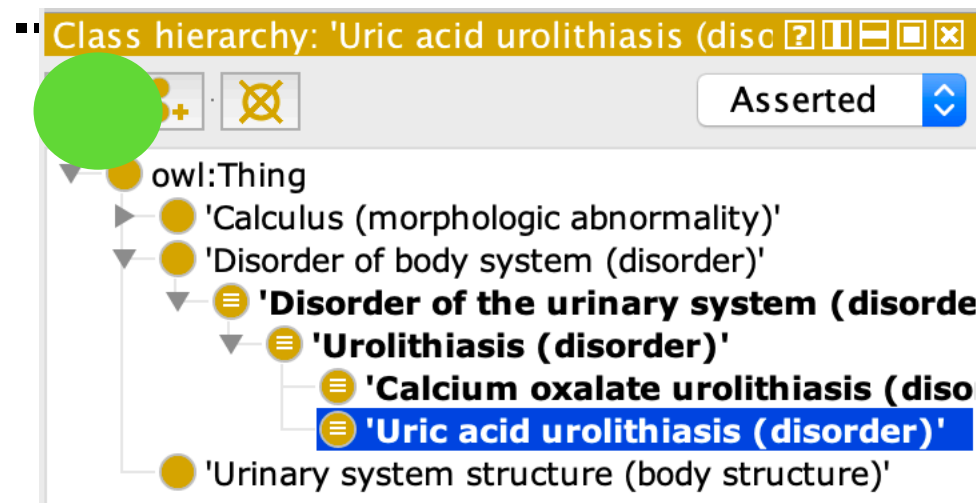 Class hierarchy: 'Uric acid urolithiasis (diso
Asserted
owl:Thing
'Calculus (morphologic abnormality)'
'Disorder of body system (disorder)'
'Disorder of the urinary system (disorde
'Urolithiasis (disorder)'
'Calcium oxalate urolithiasis (diso
'Uric acid urolithiasis (disorder)'
'Urinary system structure (body structure)'